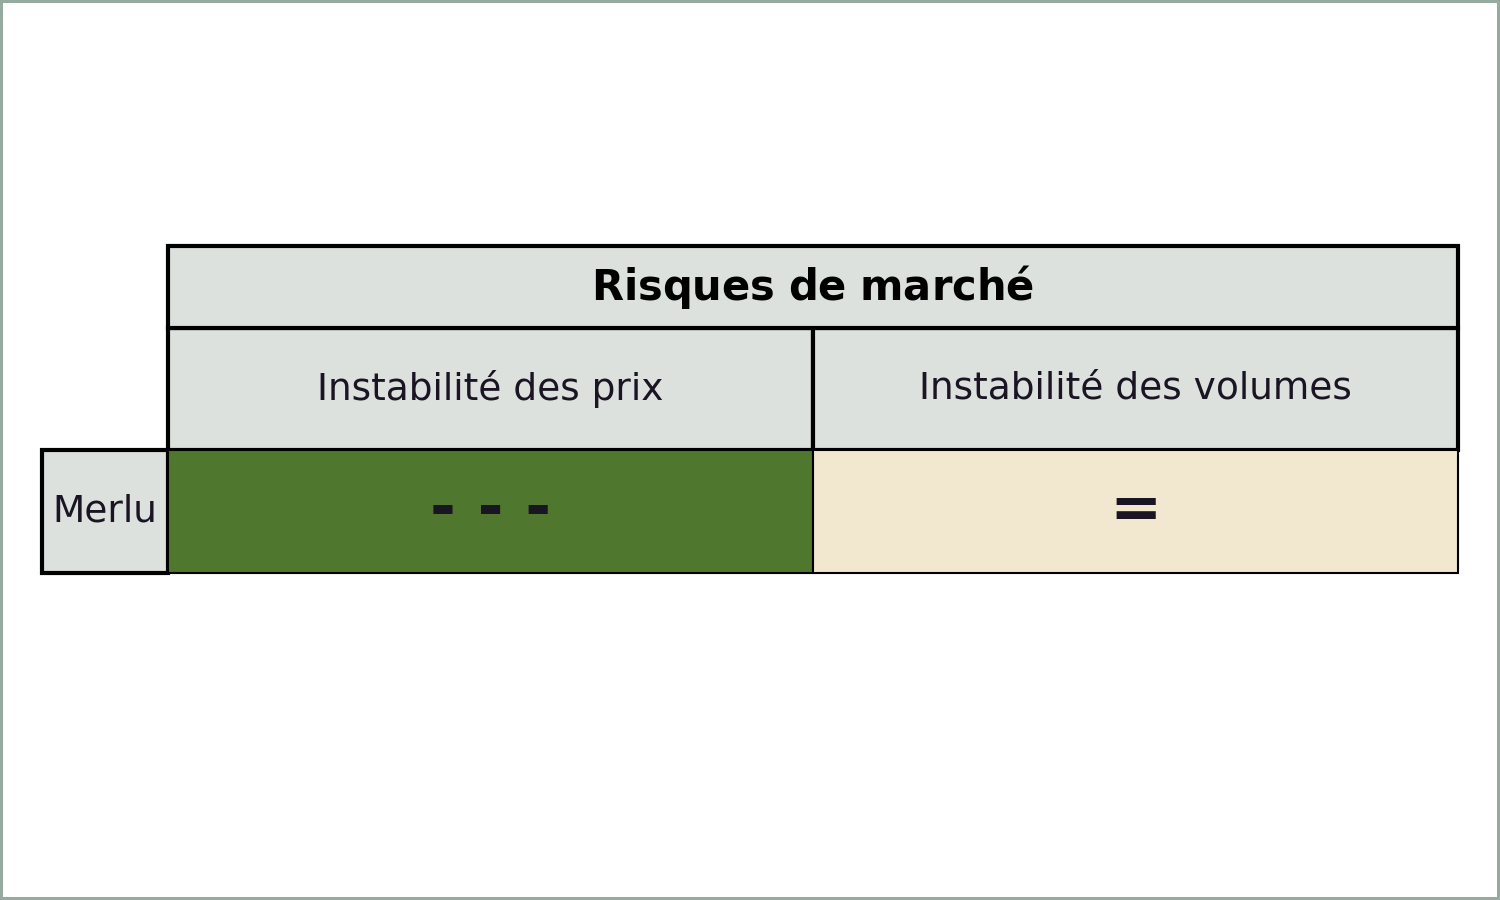 Risques de marché
Instabilité des prix
Instabilité des volumes
Merlu
- - -
=